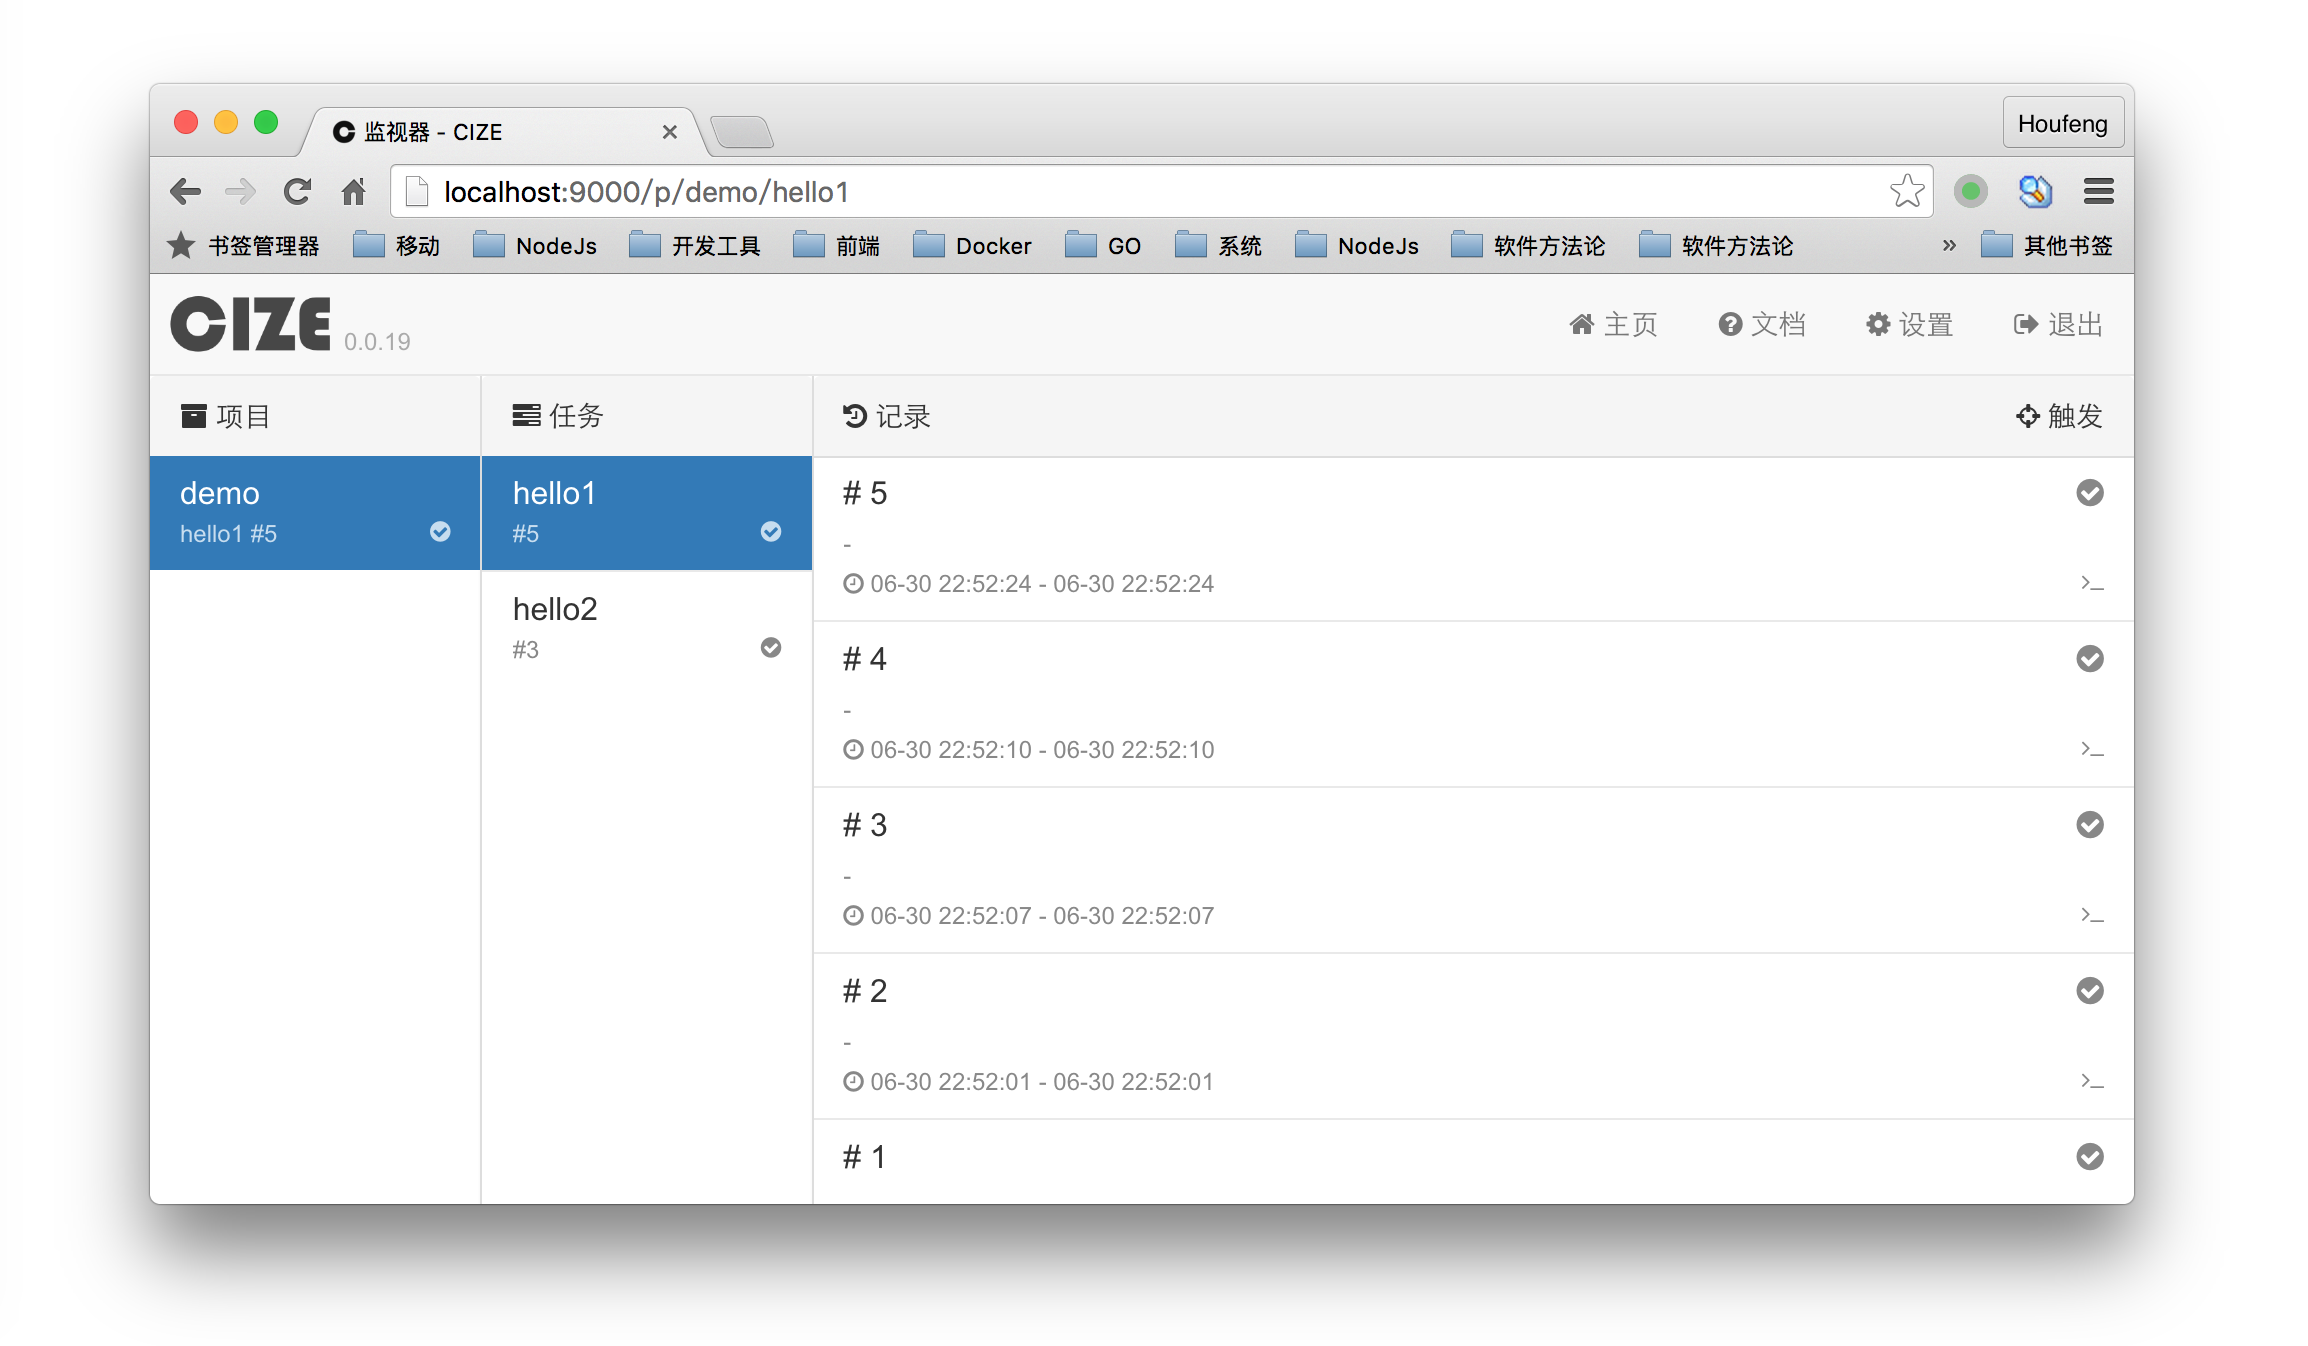 监视器 - CIZE
Houfeng
localhost:9000/p/demo/hello1
书签管理器 移动 NodeJs 开发工具 前端 Docker GO 系统 NodeJs 软件方法论 软件方法论 » 其他书签
CIZE 0.0.19 主页 文档 设置 退出
项目 任务 记录 触发
demo
hello1 #5
hello1
#5
hello2
#3
# 5
-
06-30 22:52:24 - 06-30 22:52:24
# 4
-
06-30 22:52:10 - 06-30 22:52:10
# 3
-
06-30 22:52:07 - 06-30 22:52:07
# 2
-
06-30 22:52:01 - 06-30 22:52:01
# 1